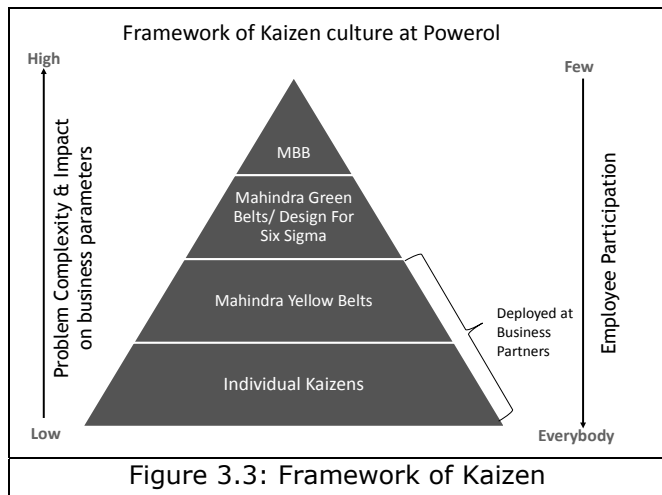 Framework of Kaizen culture at Powerol
High
Few
Problem Complexity & Impact
on business parameters
MBB
Mahindra Green
Belts/ Design For
Six Sigma
Mahindra Yellow Belts
Individual Kaizens
Deployed at
Business
Partners
Employee Participation
Low
Everybody
Figure 3.3: Framework of Kaizen